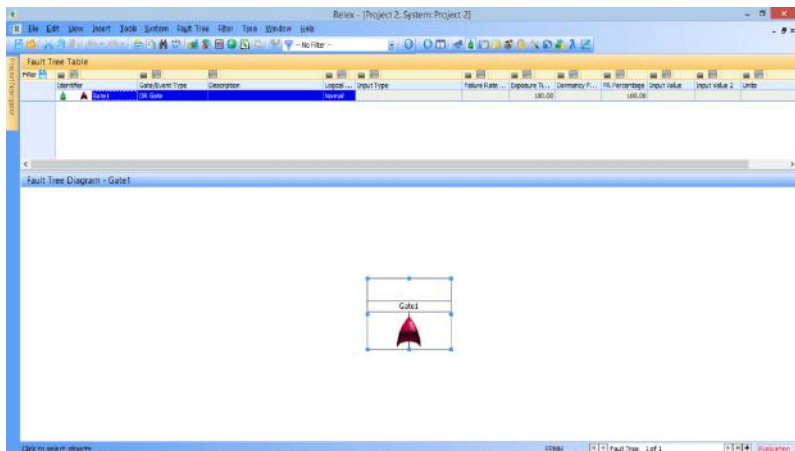 Relex - [Project 2, System: Project 2]
File Edit View Insert Tools System Fault Tree Filter Type Window Help
- No Filter -
Fault Tree Table
Filter
Identifier Gate/Event Type Description Logical ... Input Type Failure Rate ... Exposure Ti... Dormancy F... FR Percentage Input Value Input Value 2 Units
Gate1 OR Gate Normal 100.00 100.00
Fault Tree Diagram - Gate1
Gate1
Click to select objects FPMH Fault Tree 1 of 1 Evaluation